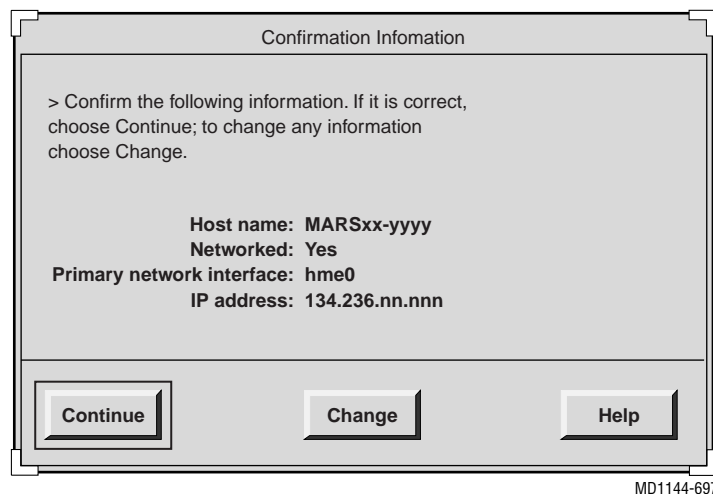 Confirmation Infomation
> Confirm the following information. If it is correct,
choose Continue; to change any information
choose Change.
Host name: MARSxx-yyyy
Networked: Yes
Primary network interface: hme0
IP address: 134.236.nn.nnn
Continue Change Help
MD1144-697